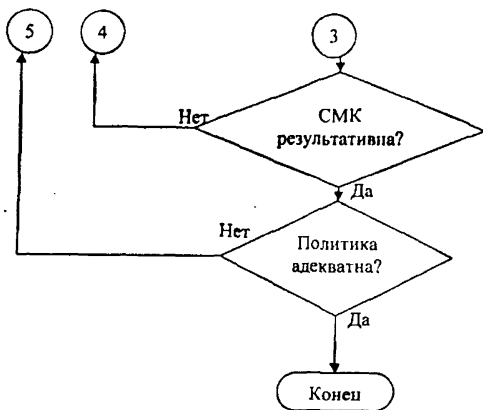 5
4
3
Нет
СМК
результативна?
Да
Нет
Политика
адекватна?
Да
Конец